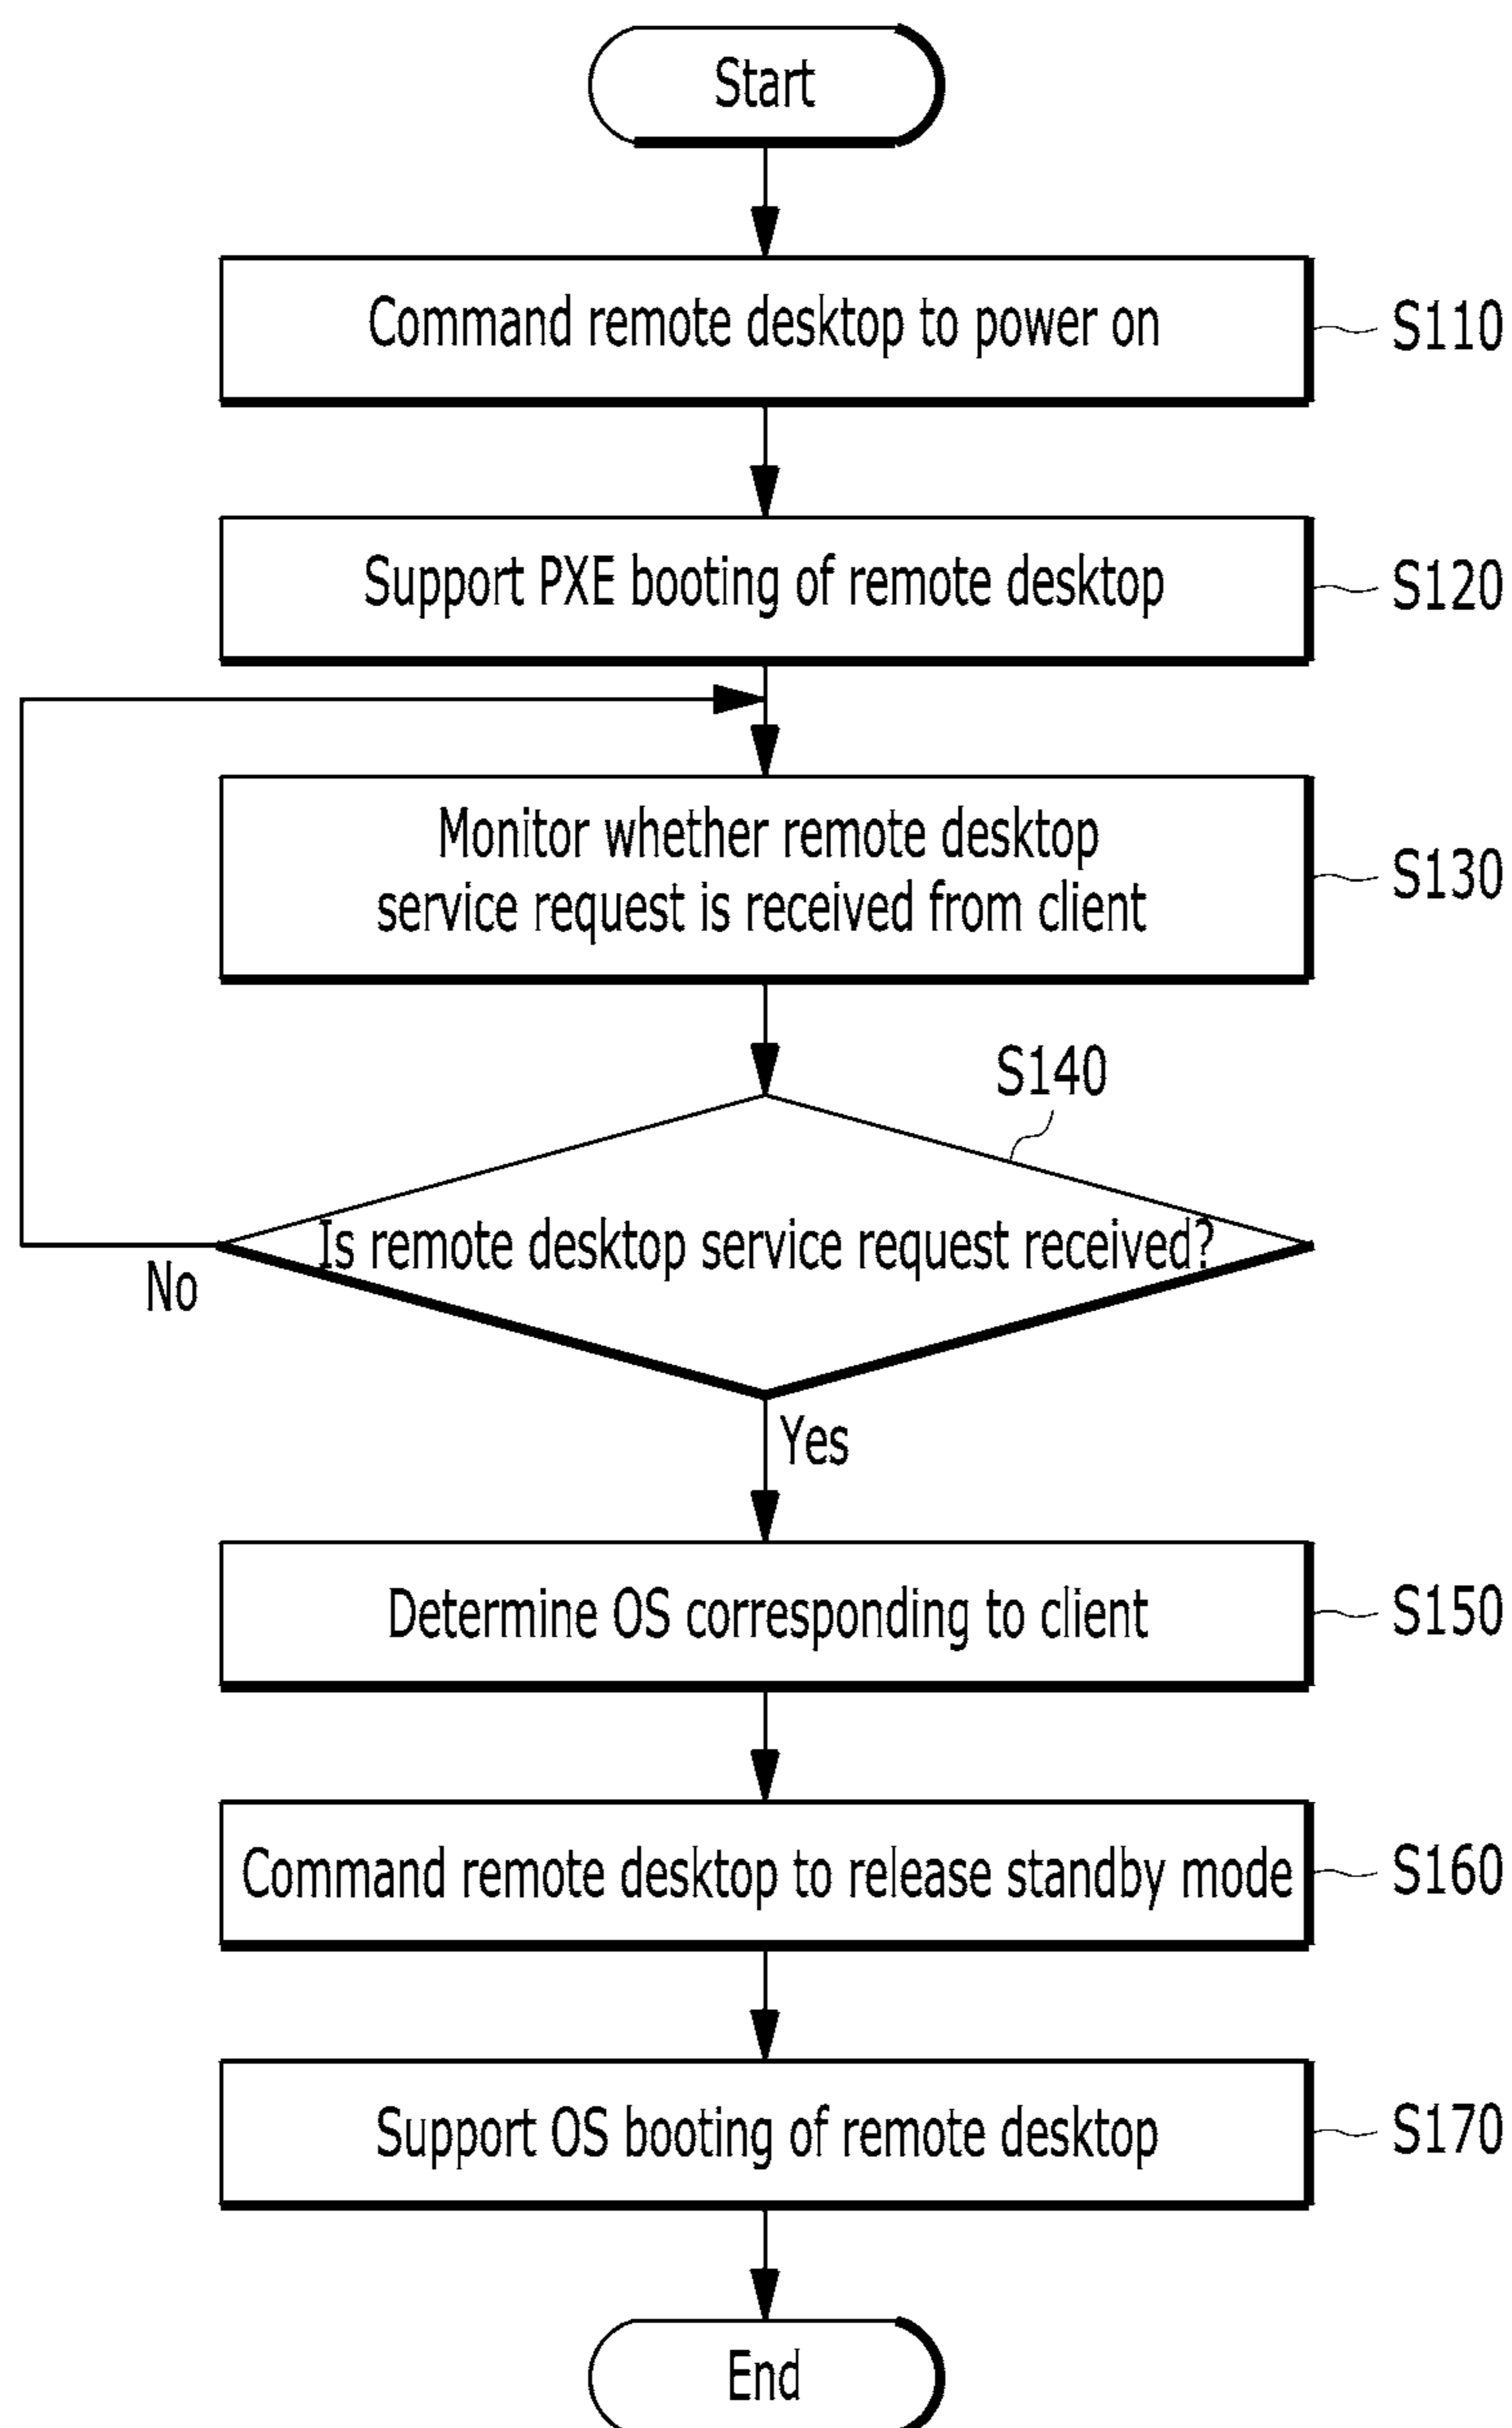 Start
Command remote desktop to power on
S110
Support PXE booting of remote desktop
S120
Monitor whether remote desktop
service request is received from client
S130
S140
Is remote desktop service request received?
No
Yes
Determine OS corresponding to client
S150
Command remote desktop to release standby mode
S160
Support OS booting of remote desktop
S170
End